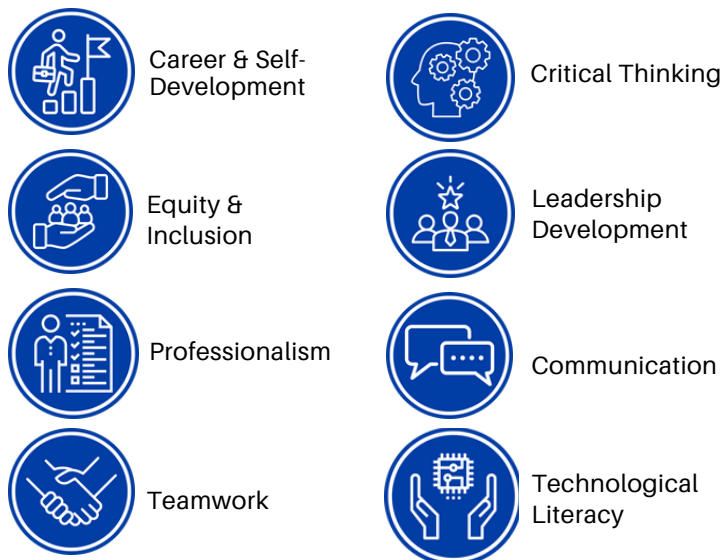 Career & Self-
Development
Critical Thinking
Equity &
Inclusion
Leadership
Development
Professionalism
Communication
Teamwork
Technological
Literacy